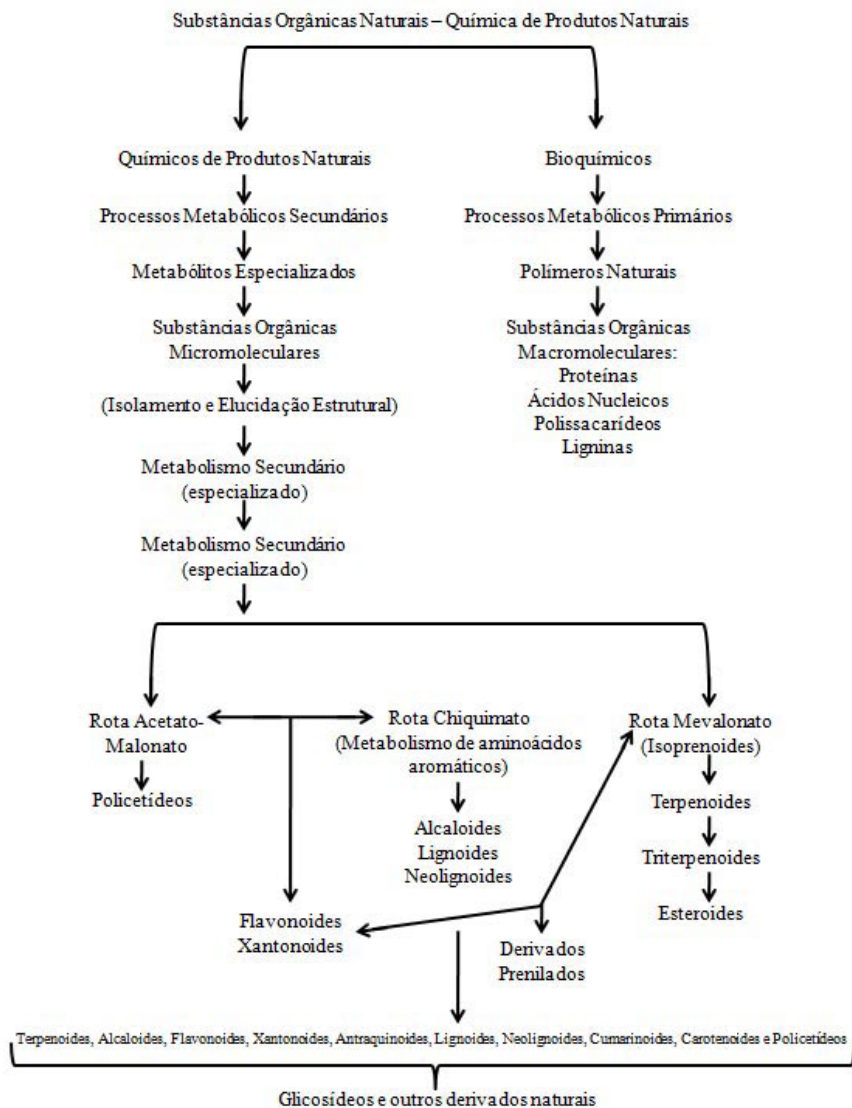 Substâncias Orgânicas Naturais – Química de Produtos Naturais
Químicos de Produtos Naturais
Bioquímicos
Processos Metabólicos Secundários
Processos Metabólicos Primários
Metabólitos Especializados
Polímeros Naturais
Substâncias Orgânicas
Micromoleculares
Substâncias Orgânicas
Macromoleculares:
Proteínas
Ácidos Nucleicos
Polissacarídeos
Ligninas
(Isolamento e Elucidação Estrutural)
Metabolismo Secundário
(especializado)
Metabolismo Secundário
(especializado)
Rota Acetato-
Malonato
Rota Chiquimato
(Metabolismo de aminoácidos
aromáticos)
Rota Mevalonato
(Isoprenoides)
Policetídeos
Alcaloides
Lignoides
Neolignoides
Terpenoides
Triterpenoides
Esteroides
Flavonoides
Xantonoides
Derivados
Prenilados
Terpenoides, Alcaloides, Flavonoides, Xantonoides, Antraquinoides, Lignoides, Neolignoides, Cumarinoides, Carotenoides e Policetídeos
Glicosídeos e outros derivados naturais